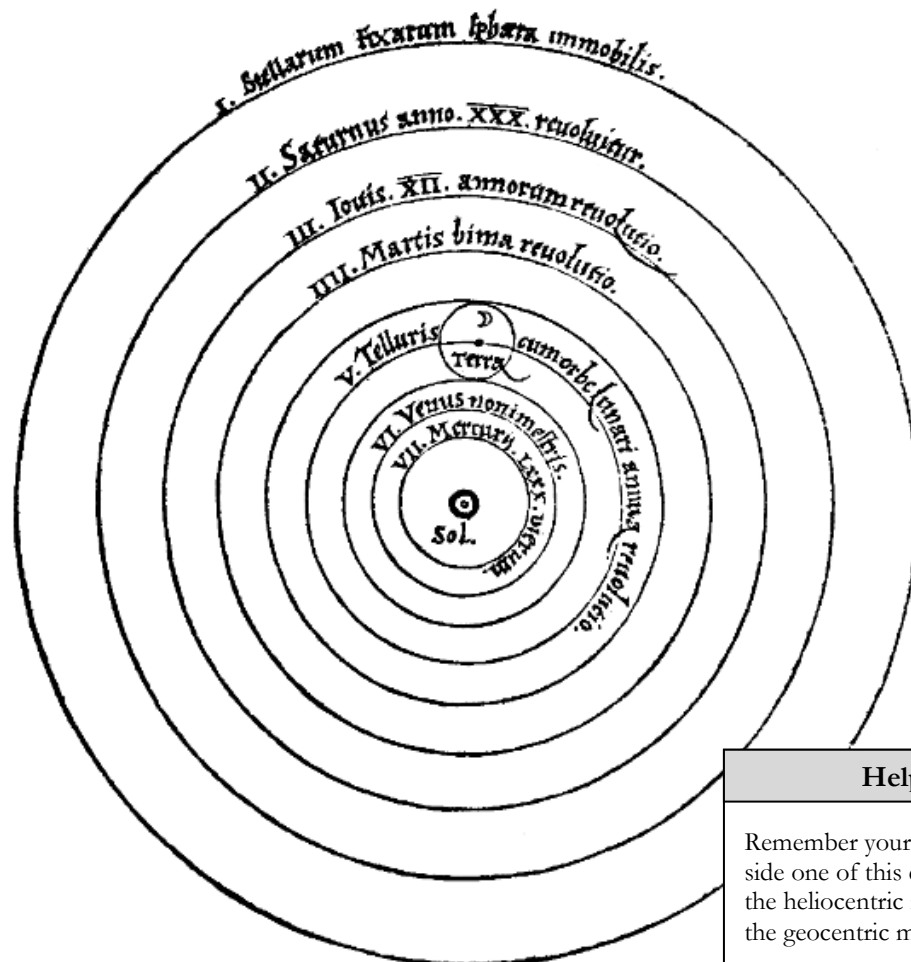 I. Stellarum Fixarum sphæra immobilis.
II. Saturnus anno. XXX. reuoluitur.
III. Iouis. XII. annorum reuolutio.
IIII. Martis bima reuolutio.
V. Telluris cum orbe lunari annua reuolutio.
Terra
VI. Venus nonimestris.
VII. Mercurij. LXXX. dierum.
Sol.
Help
Remember your
side one of this
the heliocentric
the geocentric m